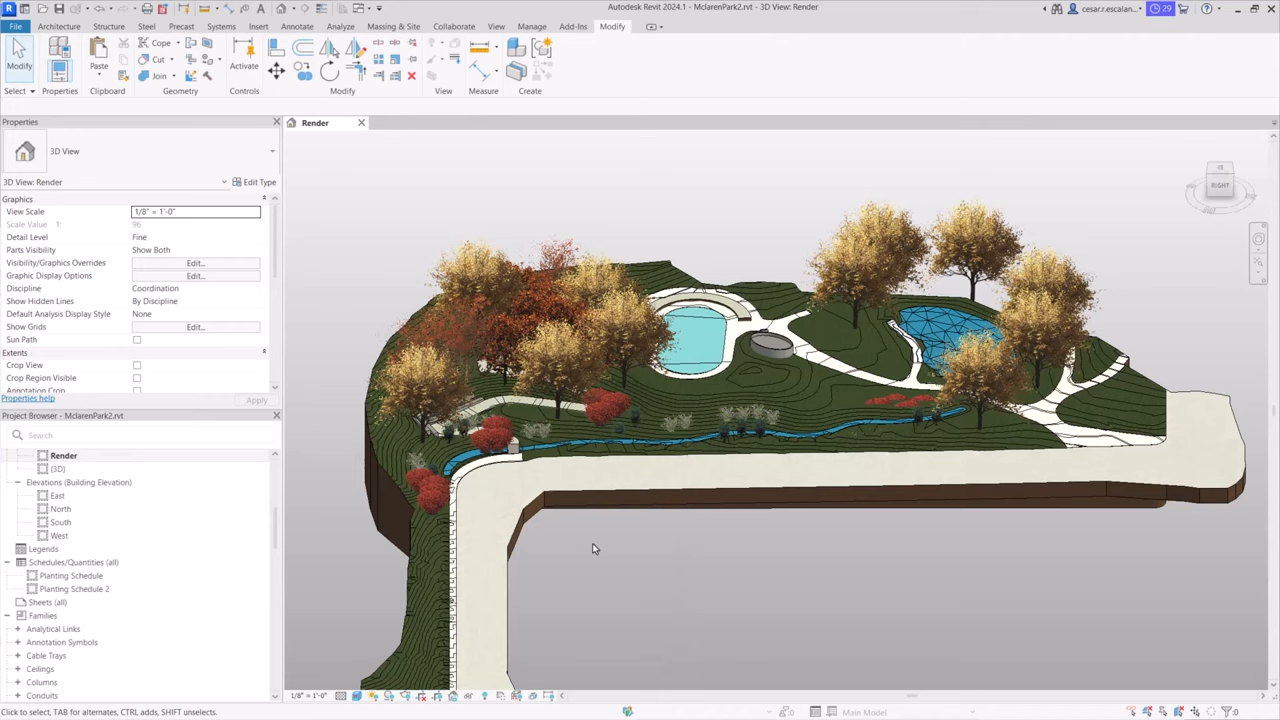 Autodesk Revit 2024.1 - MclarenPark2.rvt - 3D View: Render
cesar.r.escalan...
29
File Architecture Structure Steel Precast Systems Insert Annotate Analyze Massing & Site Collaborate View Manage Add-Ins Modify
Modify
Paste
Cope
Cut
Join
Activate
Select Properties Clipboard Geometry Controls Modify View Measure Create
Properties
Render
3D View
3D View: Render
Edit Type
Graphics
View Scale 1/8" = 1'-0"
Scale Value 1: 96
Detail Level Fine
Parts Visibility Show Both
Visibility/Graphics Overrides Edit...
Graphic Display Options Edit...
Discipline Coordination
Show Hidden Lines By Discipline
Default Analysis Display Style None
Show Grids Edit...
Sun Path
Extents
Crop View
Crop Region Visible
Annotation Crop
Properties help
Apply
Project Browser - MclarenPark2.rvt
Search
Render
{3D}
Elevations (Building Elevation)
East
North
South
West
Legends
Schedules/Quantities (all)
Planting Schedule
Planting Schedule 2
Sheets (all)
Families
Analytical Links
Annotation Symbols
Cable Trays
Ceilings
Columns
Conduits
RIGHT
1/8" = 1'-0"
Click to select, TAB for alternates, CTRL adds, SHIFT unselects.
:0
Main Model
:0